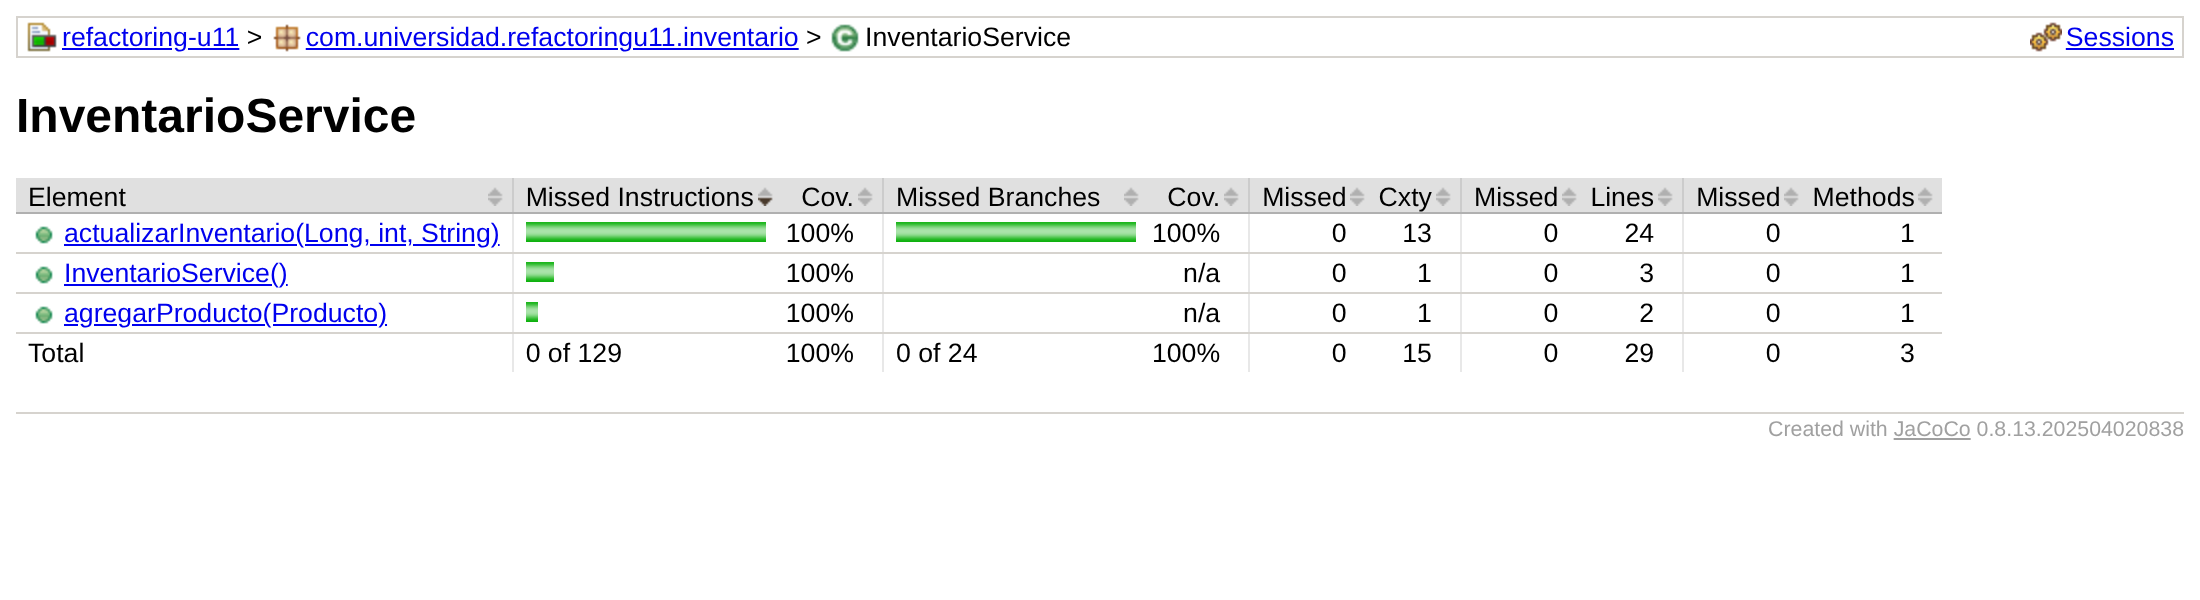 refactoring-u11 > com.universidad.refactoringu11.inventario > InventarioService Sessions
InventarioService
Element Missed Instructions Cov. Missed Branches Cov. Missed Cxty Missed Lines Missed Methods
actualizarInventario(Long, int, String) 100% 100% 0 13 0 24 0 1
InventarioService() 100% n/a 0 1 0 3 0 1
agregarProducto(Producto) 100% n/a 0 1 0 2 0 1
Total 0 of 129 100% 0 of 24 100% 0 15 0 29 0 3
Created with JaCoCo 0.8.13.202504020838